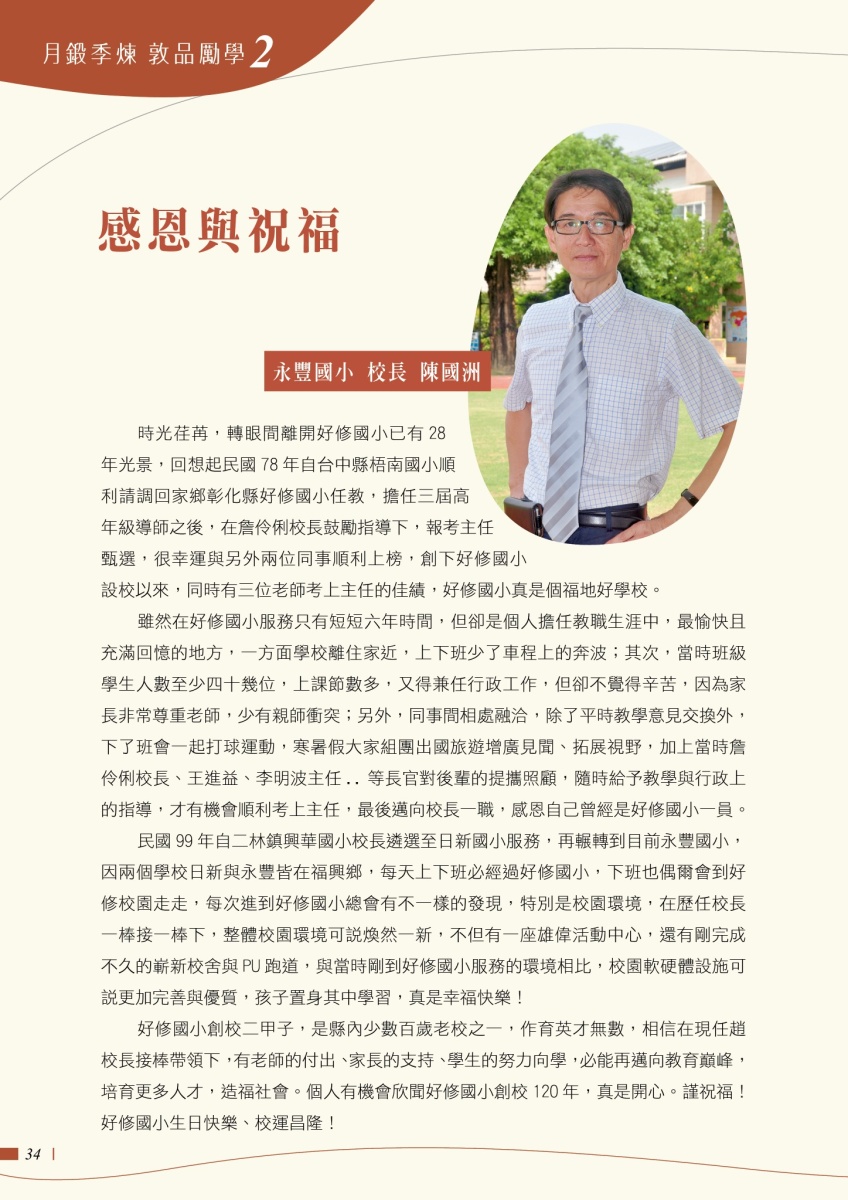 月鍛季煉 敦品勵學2
感恩與祝福
永豐國小 校長 陳國洲
時光荏苒，轉眼間離開好修國小已有 28
年光景，回想起民國 78 年自台中縣梧南國小順
利請調回家鄉彰化縣好修國小任教，擔任三屆高
年級導師之後，在詹伶俐校長鼓勵指導下，報考主任
甄選，很幸運與另外兩位同事順利上榜，創下好修國小
設校以來，同時有三位老師考上主任的佳績，好修國小真是個福地好學校。
雖然在好修國小服務只有短短六年時間，但卻是個人擔任教職生涯中，最愉快且
充滿回憶的地方，一方面學校離住家近，上下班少了車程上的奔波；其次，當時班級
學生人數至少四十幾位，上課節數多，又得兼任行政工作，但卻不覺得辛苦，因為家
長非常尊重老師，少有親師衝突；另外，同事間相處融洽，除了平時教學意見交換外，
下了班會一起打球運動，寒暑假大家組團出國旅遊增廣見聞、拓展視野，加上當時詹
伶俐校長、王進益、李明波主任 . . 等長官對後輩的提攜照顧，隨時給予教學與行政上
的指導，才有機會順利考上主任，最後邁向校長一職，感恩自己曾經是好修國小一員。
民國 99 年自二林鎮興華國小校長遴選至日新國小服務，再輾轉到目前永豐國小，
因兩個學校日新與永豐皆在福興鄉，每天上下班必經過好修國小，下班也偶爾會到好
修校園走走，每次進到好修國小總會有不一樣的發現，特別是校園環境，在歷任校長
一棒接一棒下，整體校園環境可說煥然一新，不但有一座雄偉活動中心，還有剛完成
不久的嶄新校舍與 PU 跑道，與當時剛到好修國小服務的環境相比，校園軟硬體設施可
說更加完善與優質，孩子置身其中學習，真是幸福快樂！
好修國小創校二甲子，是縣內少數百歲老校之一，作育英才無數，相信在現任趙
校長接棒帶領下，有老師的付出、家長的支持、學生的努力向學，必能再邁向教育巔峰，
培育更多人才，造福社會。個人有機會欣聞好修國小創校 120 年，真是開心。謹祝福！
好修國小生日快樂、校運昌隆！
34